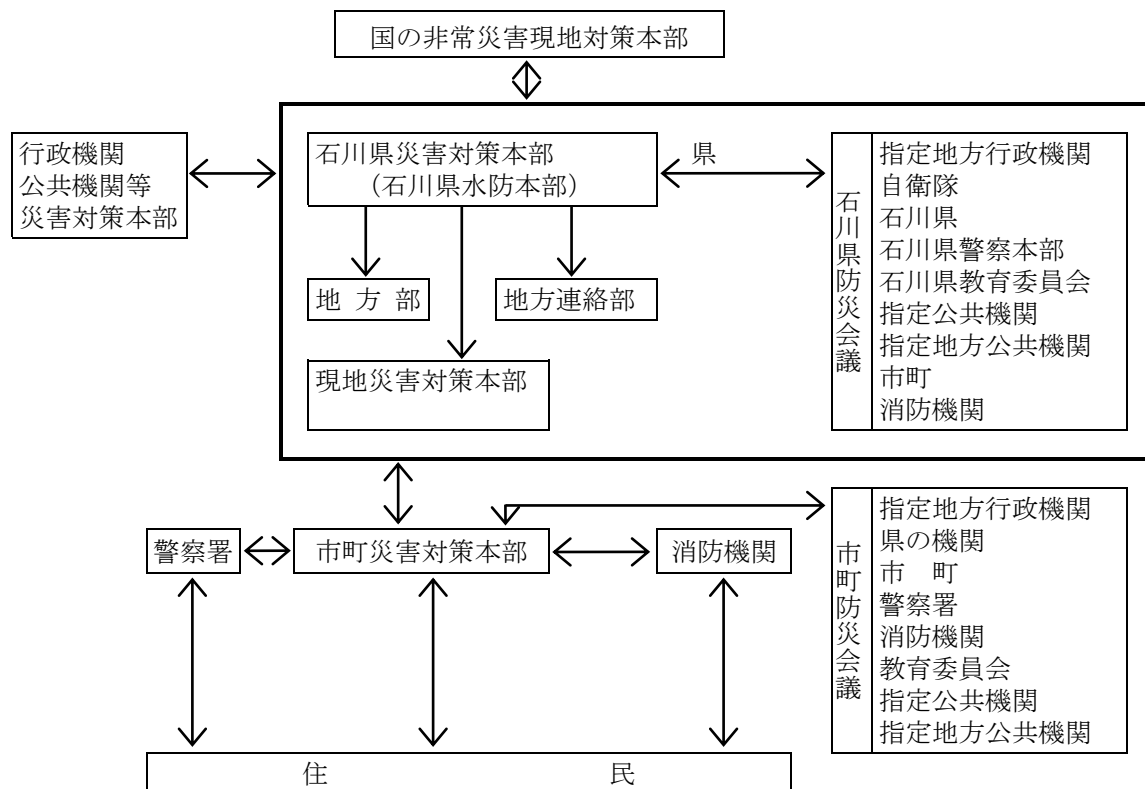 国の非常災害現地対策本部
行政機関
公共機関等
災害対策本部
石川県災害対策本部
(石川県水防本部)
県
地 方 部
地方連絡部
現地災害対策本部
石川県防災会議
指定地方行政機関
自衛隊
石川県
石川県警察本部
石川県教育委員会
指定公共機関
指定地方公共機関
市町
消防機関
警察署
市町災害対策本部
消防機関
市町防災会議
指定地方行政機関
県の機関
市 町
警察署
消防機関
教育委員会
指定公共機関
指定地方公共機関
住 民